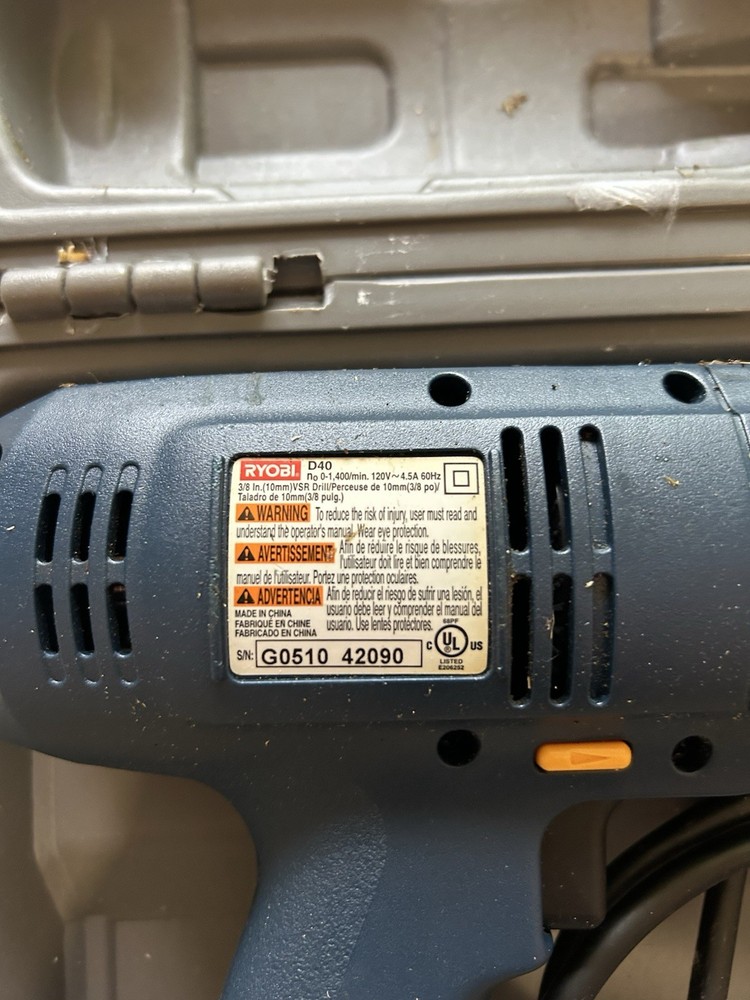 RYOBI D40
no 0-1,400/min. 120V~4.5A 60Hz
3/8 In.(10mm)VSR Drill/Perceuse de 10mm(3/8 po)/
Taladro de 10mm(3/8 pulg.)
WARNING To reduce the risk of injury, user must read and
understand the operator's manual. Wear eye protection.
AVERTISSEMENT Afin de réduire le risque de blessures,
l'utilisateur doit lire et bien comprendre le
manuel de l'utilisateur. Portez une protection oculaires.
ADVERTENCIA Afin de reducir el riesgo de sufrir una lesión, el
usuario debe leer y comprender el manual del
usuario. Use lentes protectores.
MADE IN CHINA
FABRIQUÉ EN CHINE
FABRICADO EN CHINA
S/N: G0510 42090
88PF
C UL US
LISTED
E206252